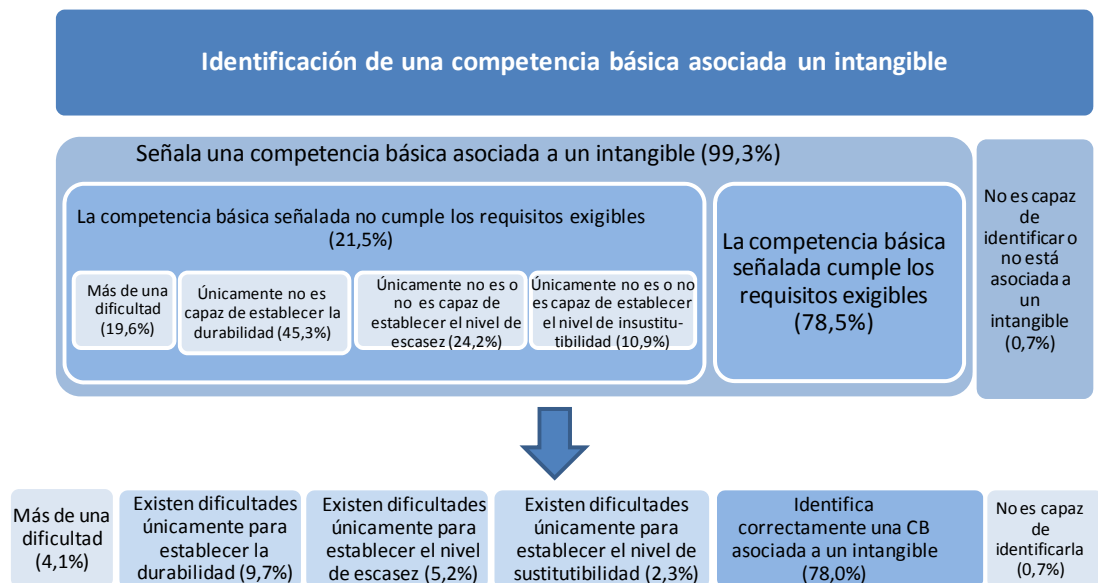 Identificación de una competencia básica asociada un intangible
Señala una competencia básica asociada a un intangible (99,3%)
La competencia básica señalada no cumple los requisitos exigibles
(21,5%)
Más de una
dificultad
(19,6%)
Únicamente no es
capaz de establecer la
durabilidad (45,3%)
Únicamente no es o
no es capaz de
establecer el nivel de
escasez (24,2%)
Únicamente no es o no
es capaz de establecer
el nivel de insustitu-
tibilidad (10,9%)
La competencia básica
señalada cumple los
requisitos exigibles
(78,5%)
No es capaz
de
identificar o
no está
asociada a
un
intangible
(0,7%)
Más de una
dificultad
(4,1%)
Existen dificultades
únicamente para
establecer la
durabilidad (9,7%)
Existen dificultades
únicamente para
establecer el nivel
de escasez (5,2%)
Existen dificultades
únicamente para
establecer el nivel de
sustitutibilidad (2,3%)
Identifica
correctamente una CB
asociada a un intangible
(78,0%)
No es capaz
de
identificarla
(0,7%)